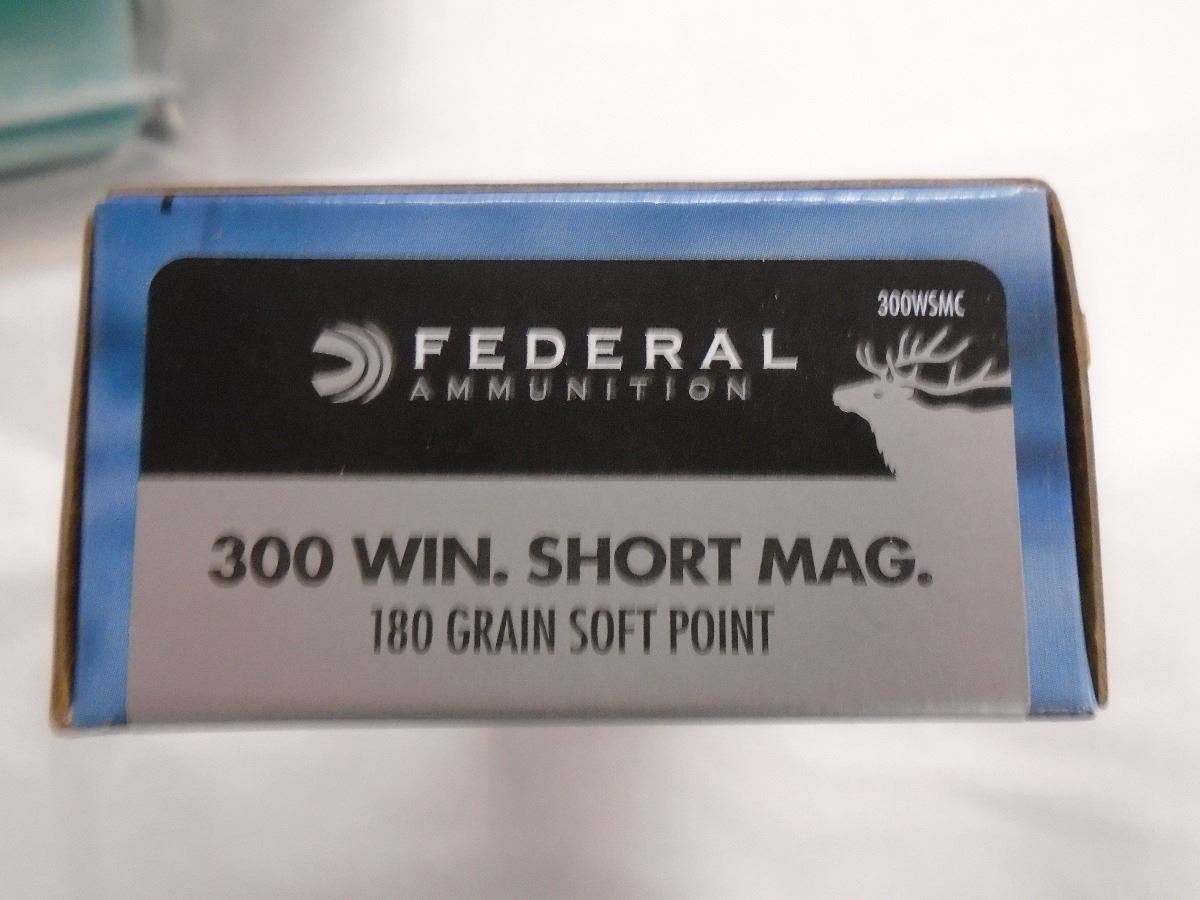 300WSMC
FEDERAL
AMMUNITION
300 WIN. SHORT MAG.
180 GRAIN SOFT POINT